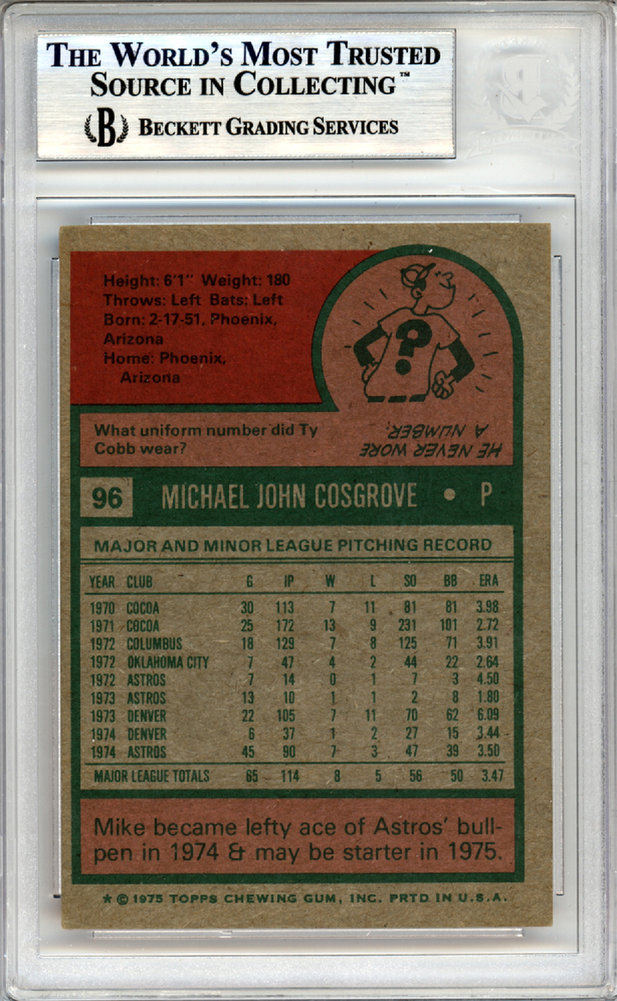 THE WORLD'S MOST TRUSTED
SOURCE IN COLLECTING™
B BECKETT GRADING SERVICES
Height: 6'1" Weight: 180
Throws: Left Bats: Left
Born: 2-17-51, Phoenix,
Arizona
Home: Phoenix,
Arizona
?
What uniform number did Ty
Cobb wear?
HE NEVER WORE
A NUMBER.
96 MICHAEL JOHN COSGROVE • P
MAJOR AND MINOR LEAGUE PITCHING RECORD
YEAR CLUB G IP W L SO BB ERA
1970 COCOA 30 113 7 11 81 81 3.98
1971 COCOA 25 172 13 9 231 101 2.72
1972 COLUMBUS 18 129 7 8 125 71 3.91
1972 OKLAHOMA CITY 7 47 4 2 44 22 2.64
1972 ASTROS 7 14 0 1 7 3 4.50
1973 ASTROS 13 10 1 1 2 8 1.80
1973 DENVER 22 105 7 11 70 62 6.09
1974 DENVER 6 37 1 2 27 15 3.44
1974 ASTROS 45 90 7 3 47 39 3.50
MAJOR LEAGUE TOTALS 65 114 8 5 56 50 3.47
Mike became lefty ace of Astros' bull-
pen in 1974 & may be starter in 1975.
* © 1975 TOPPS CHEWING GUM, INC. PRTD. IN U.S.A.